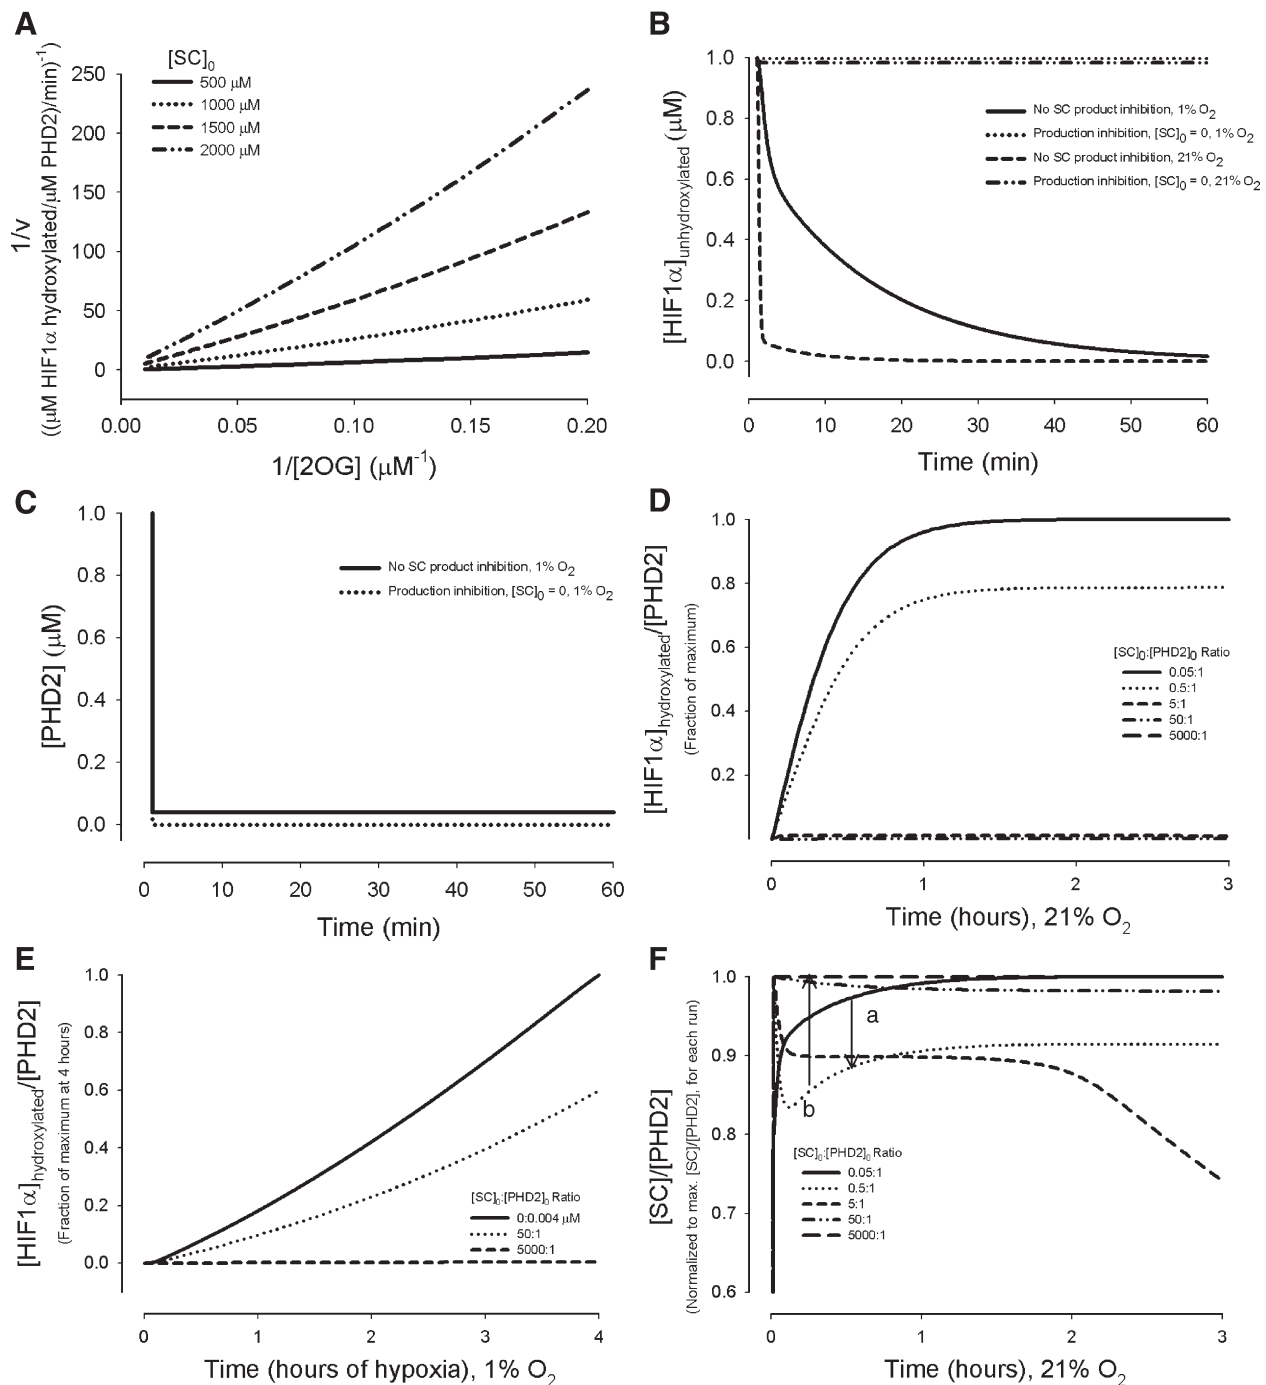 A
[SC]0
500 μM
1000 μM
1500 μM
2000 μM
1/v
((μM HIF1α hydroxylated/μM PHD2)/min)-1)
250
200
150
100
50
0
0.00 0.05 0.10 0.15 0.20
1/[2OG] (μM-1)
B
[HIF1α]unhydroxylated (μM)
1.0
0.8
0.6
0.4
0.2
0.0
No SC product inhibition, 1% O2
Production inhibition, [SC]0 = 0, 1% O2
No SC product inhibition, 21% O2
Production inhibition, [SC]0 = 0, 21% O2
0 10 20 30 40 50 60
Time (min)
C
[PHD2] (μM)
1.0
0.8
0.6
0.4
0.2
0.0
No SC product inhibition, 1% O2
Production inhibition, [SC]0 = 0, 1% O2
0 10 20 30 40 50 60
Time (min)
D
[HIF1α]hydroxylated/[PHD2]
(Fraction of maximum)
1.0
0.8
0.6
0.4
0.2
[SC]0:[PHD2]0 Ratio
0.05:1
0.5:1
5:1
50:1
5000:1
0 1 2 3
Time (hours), 21% O2
E
[HIF1α]hydroxylated/[PHD2]
(Fraction of maximum at 4 hours)
1.0
0.8
0.6
0.4
0.2
0.0
[SC]0:[PHD2]0 Ratio
0:0.004 μM
50:1
5000:1
0 1 2 3 4
Time (hours of hypoxia), 1% O2
F
[SC]/[PHD2]
(Normalized to max. [SC]/[PHD2], for each run)
1.0
0.9
0.8
0.7
0.6
a
b
[SC]0:[PHD2]0 Ratio
0.05:1
0.5:1
5:1
50:1
5000:1
0 1 2 3
Time (hours), 21% O2